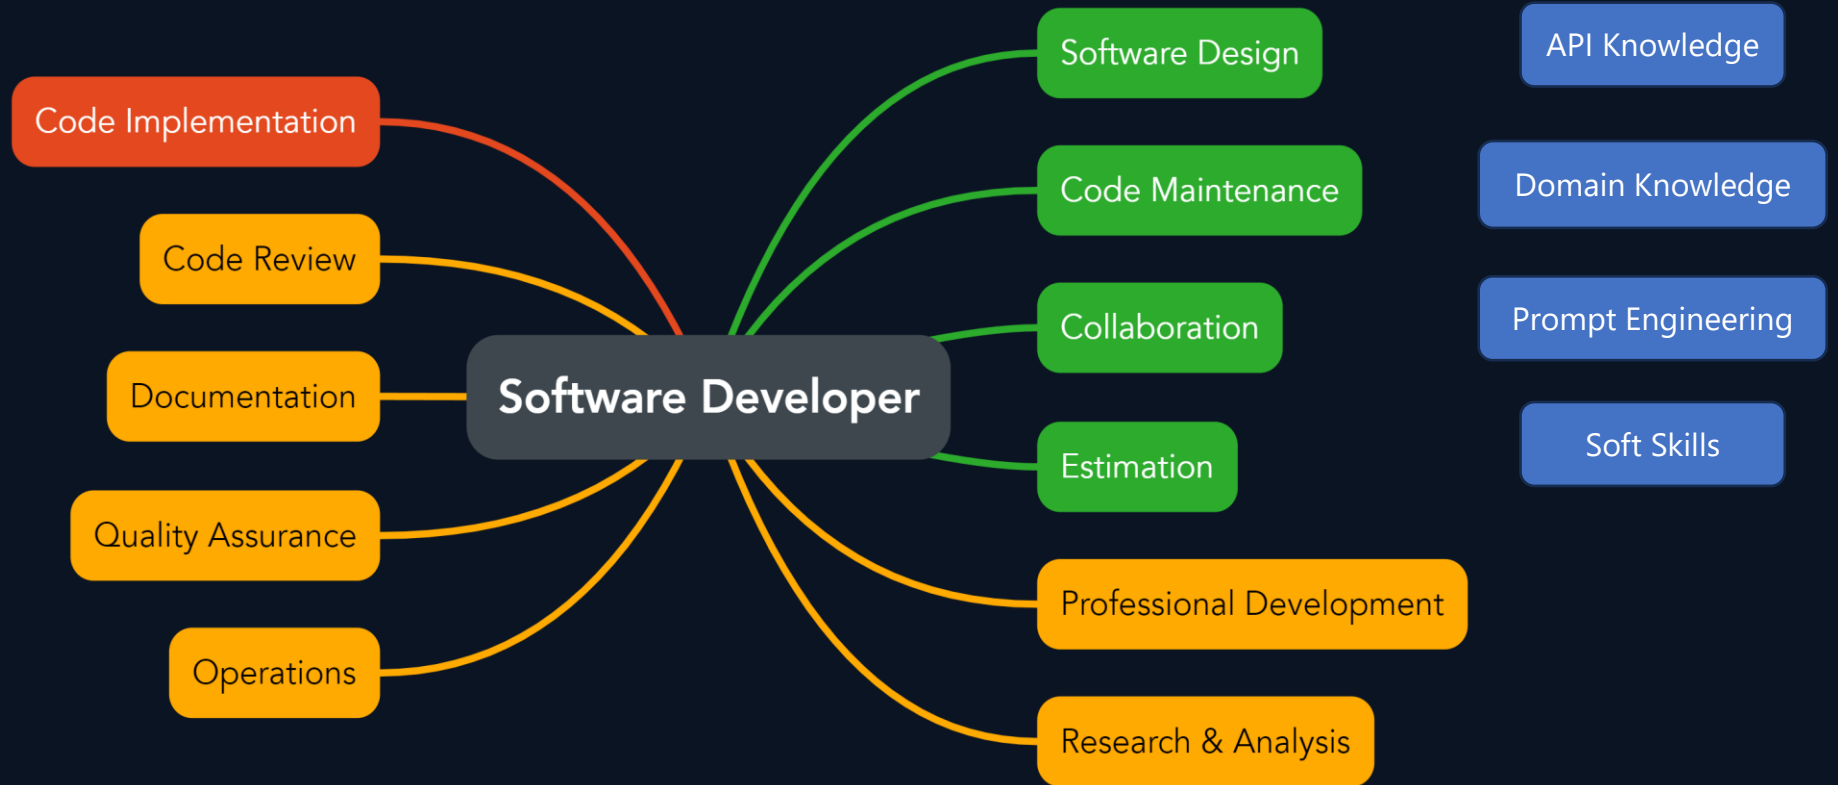 Code Implementation
Code Review
Documentation
Quality Assurance
Operations
Software Developer
Software Design
Code Maintenance
Collaboration
Estimation
Professional Development
Research & Analysis
API Knowledge
Domain Knowledge
Prompt Engineering
Soft Skills